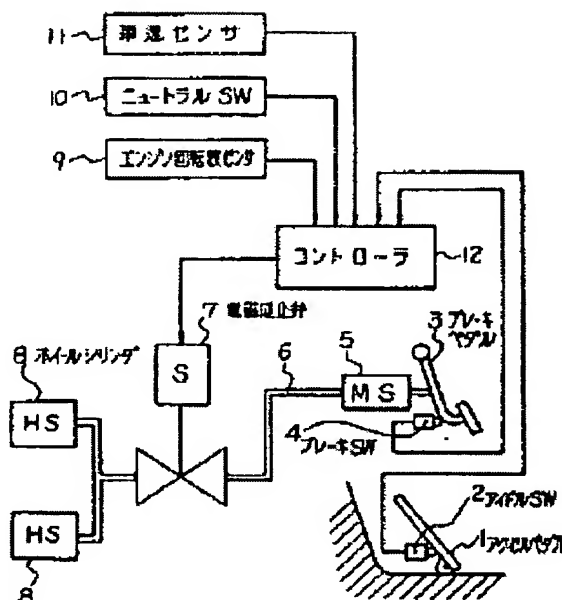 11 車速センサ
10 ニュートラル SW
9 エンジン回転数センサ
コントローラ
12
7 電磁阻止弁
3 ブレーキ
ペダル
8 ホイールシリンダ
5
6
S
MS
HS
4
ブレーキSW
2 アイドルSW
1 アクセルペダル
HS
8